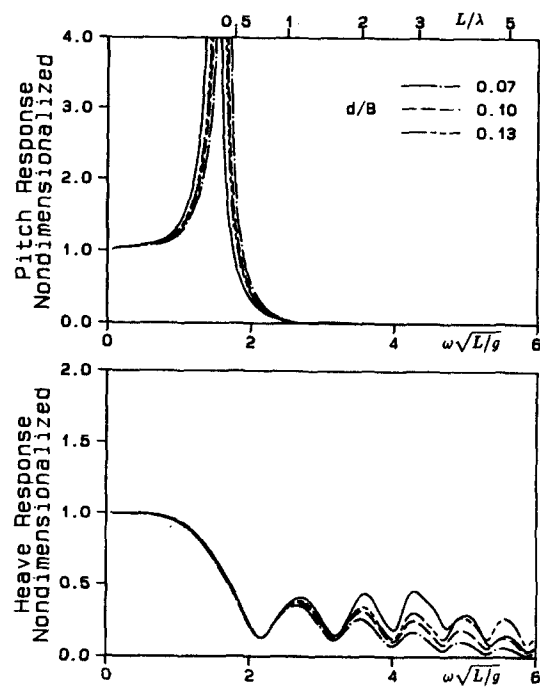 0.5 1 2 3 L/λ 5
4.0
3.0
2.0
1.0
0.0
Pitch Response
Nondimensionalized
d/B
0.07
0.10
0.13
0 2 4 6
ω√L/g
2.0
1.5
1.0
0.5
0.0
Heave Response
Nondimensionalized
0 2 4 6
ω√L/g